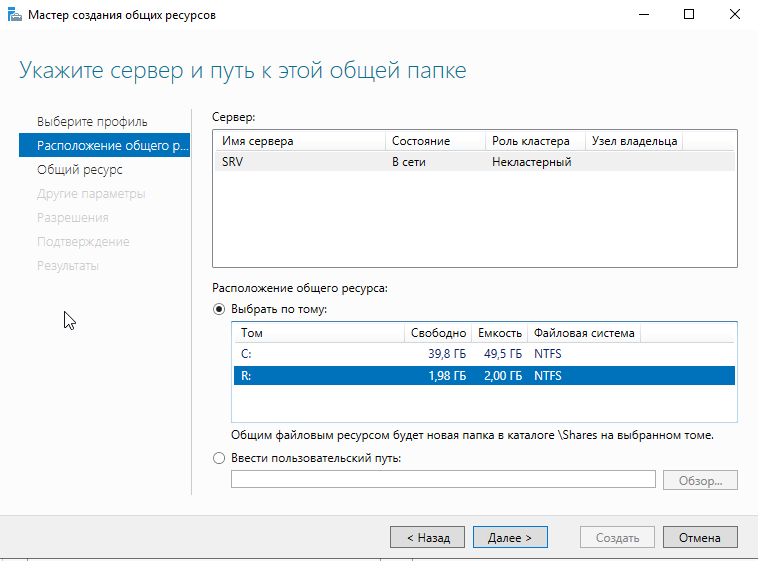 Мастер создания общих ресурсов
Укажите сервер и путь к этой общей папке
Выберите профиль
Расположение общего р...
Общий ресурс
Другие параметры
Разрешения
Подтверждение
Результаты
Сервер:
Имя сервера Состояние Роль кластера Узел владельца
SRV В сети Некластерный
Расположение общего ресурса:
Выбрать по тому:
Том Свободно Емкость Файловая система
C: 39,8 ГБ 49,5 ГБ NTFS
R: 1,98 ГБ 2,00 ГБ NTFS
Общим файловым ресурсом будет новая папка в каталоге \Shares на выбранном томе.
Ввести пользовательский путь:
Обзор...
< Назад Далее > Создать Отмена